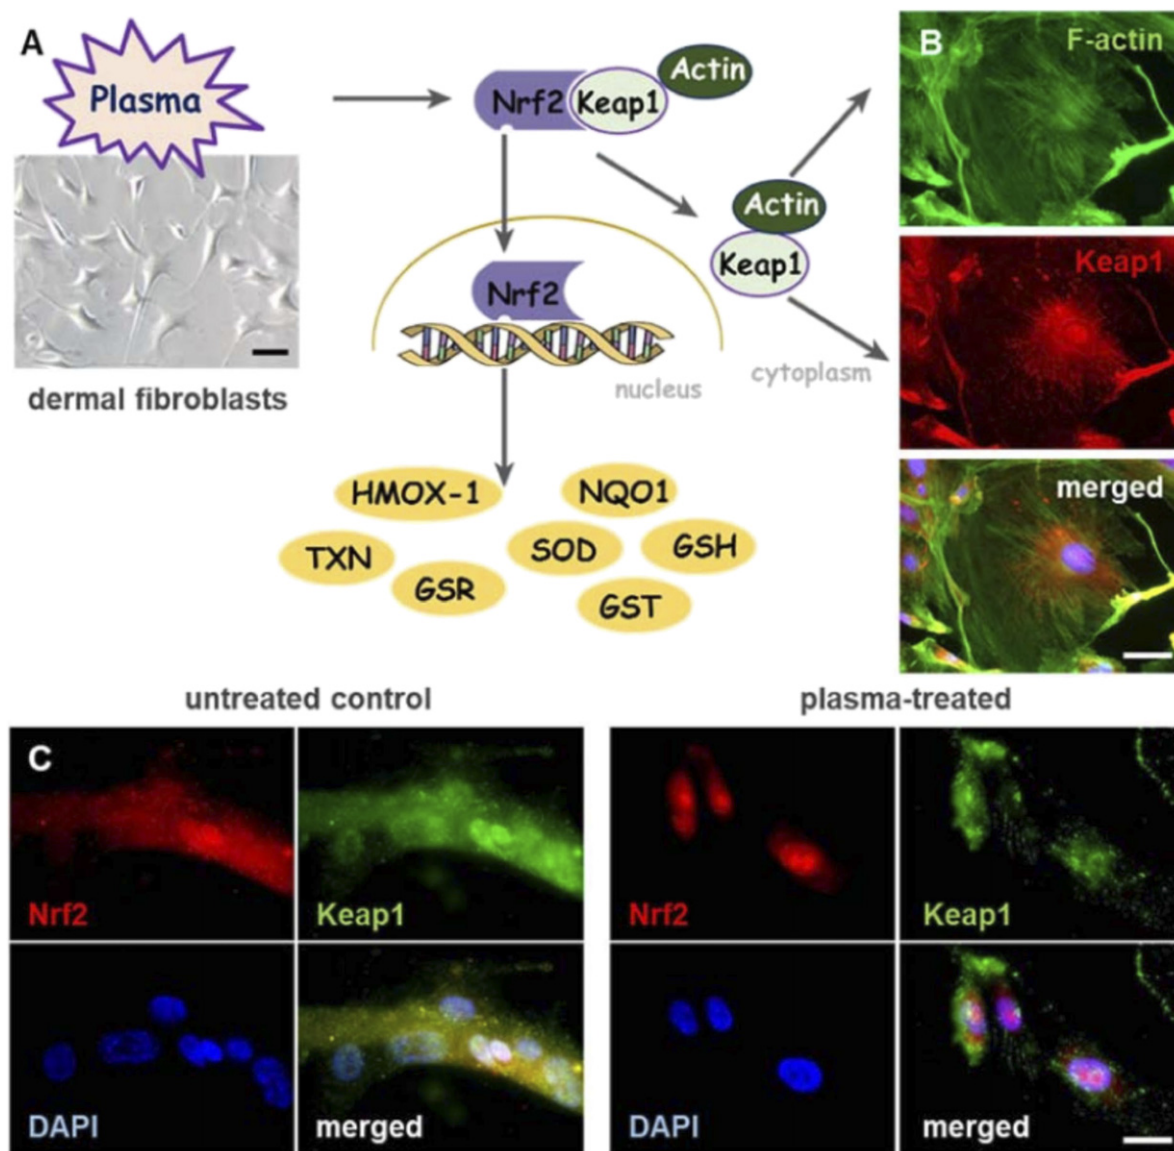 A
Plasma
dermal fibroblasts
Nrf2
Keap1
Actin
Actin
Keap1
Nrf2
nucleus
cytoplasm
HMOX-1
NQO1
TXN
SOD
GSH
GSR
GST
B
F-actin
Keap1
merged
untreated control
plasma-treated
C
Nrf2
Keap1
Nrf2
Keap1
DAPI
merged
DAPI
merged